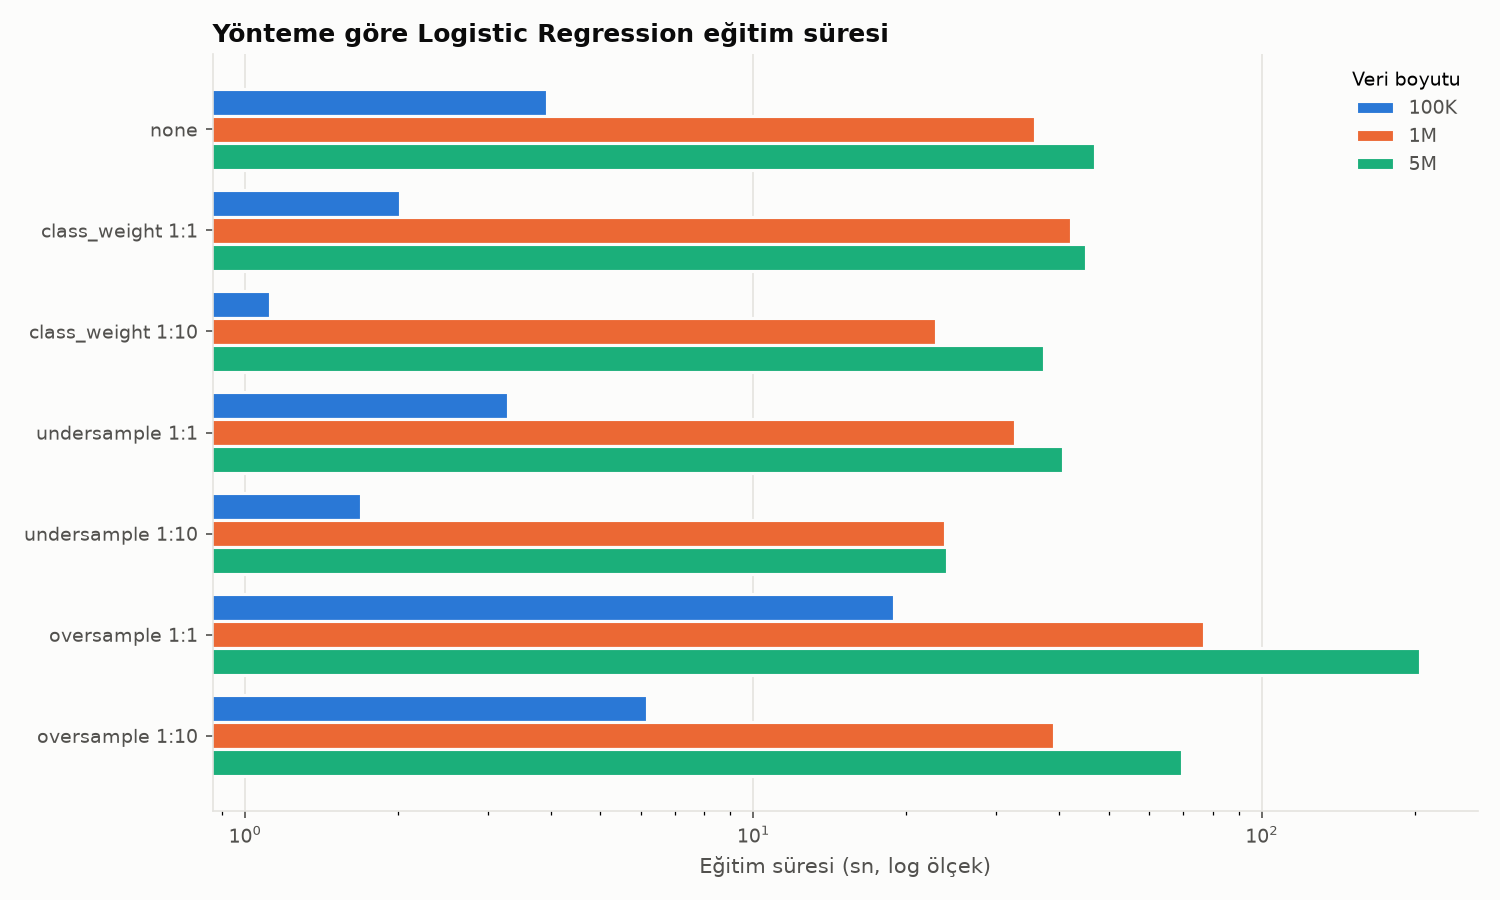 Yönteme göre Logistic Regression eğitim süresi
Veri boyutu
100K
1M
5M
none
class_weight 1:1
class_weight 1:10
undersample 1:1
undersample 1:10
oversample 1:1
oversample 1:10
10⁰ 10¹ 10²
Eğitim süresi (sn, log ölçek)